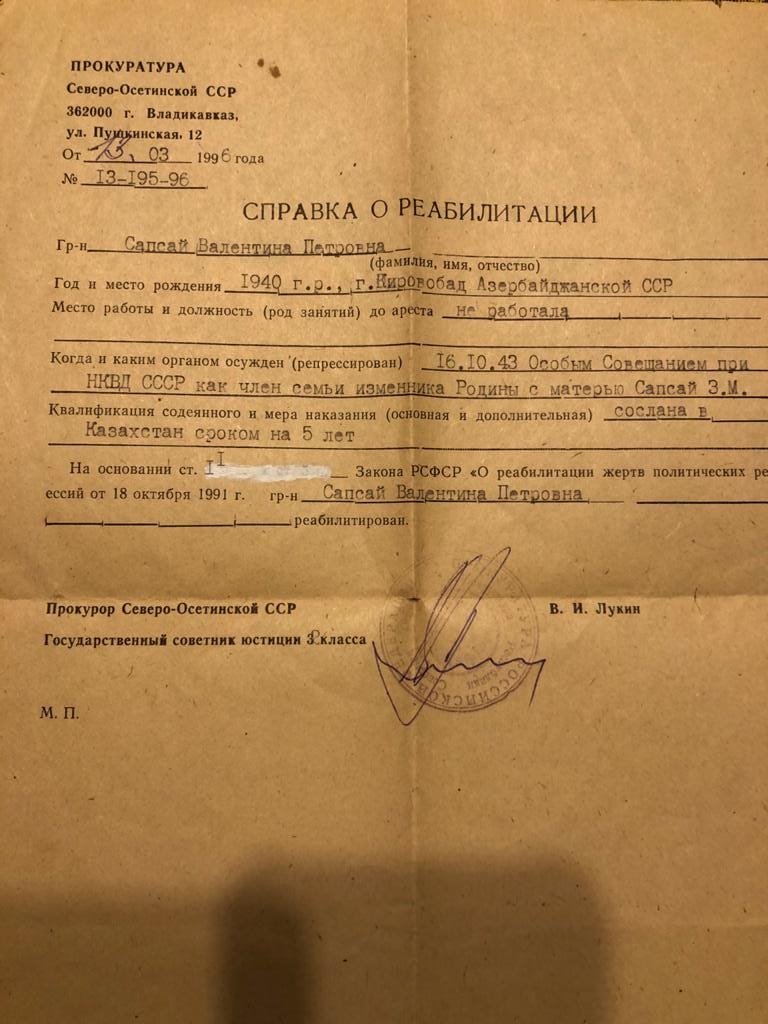 ПРОКУРАТУРА
Северо-Осетинской ССР
362000 г. Владикавказ,
ул. Пушкинская, 12
От 13. 03 1996 года
№ 13-195-96
СПРАВКА О РЕАБИЛИТАЦИИ
Гр-н Сапсай Валентина Петровна
(фамилия, имя, отчество)
Год и место рождения 1940 г.р., г.Кировобад Азербайджанской ССР
Место работы и должность (род занятий) до ареста не работала
Когда и каким органом осужден (репрессирован) 16.10.43 Особым Совещанием при
НКВД СССР как член семьи изменника Родины с матерью Сапсай З.М.
Квалификация содеянного и мера наказания (основная и дополнительная) сослана в
Казахстан сроком на 5 лет
На основании ст. Закона РСФСР «О реабилитации жертв политических ре
ессий от 18 октября 1991 г. гр-н Сапсай Валентина Петровна
реабилитирован.
Прокурор Северо-Осетинской ССР В. И. Лукин
Государственный советник юстиции класса
М. П.